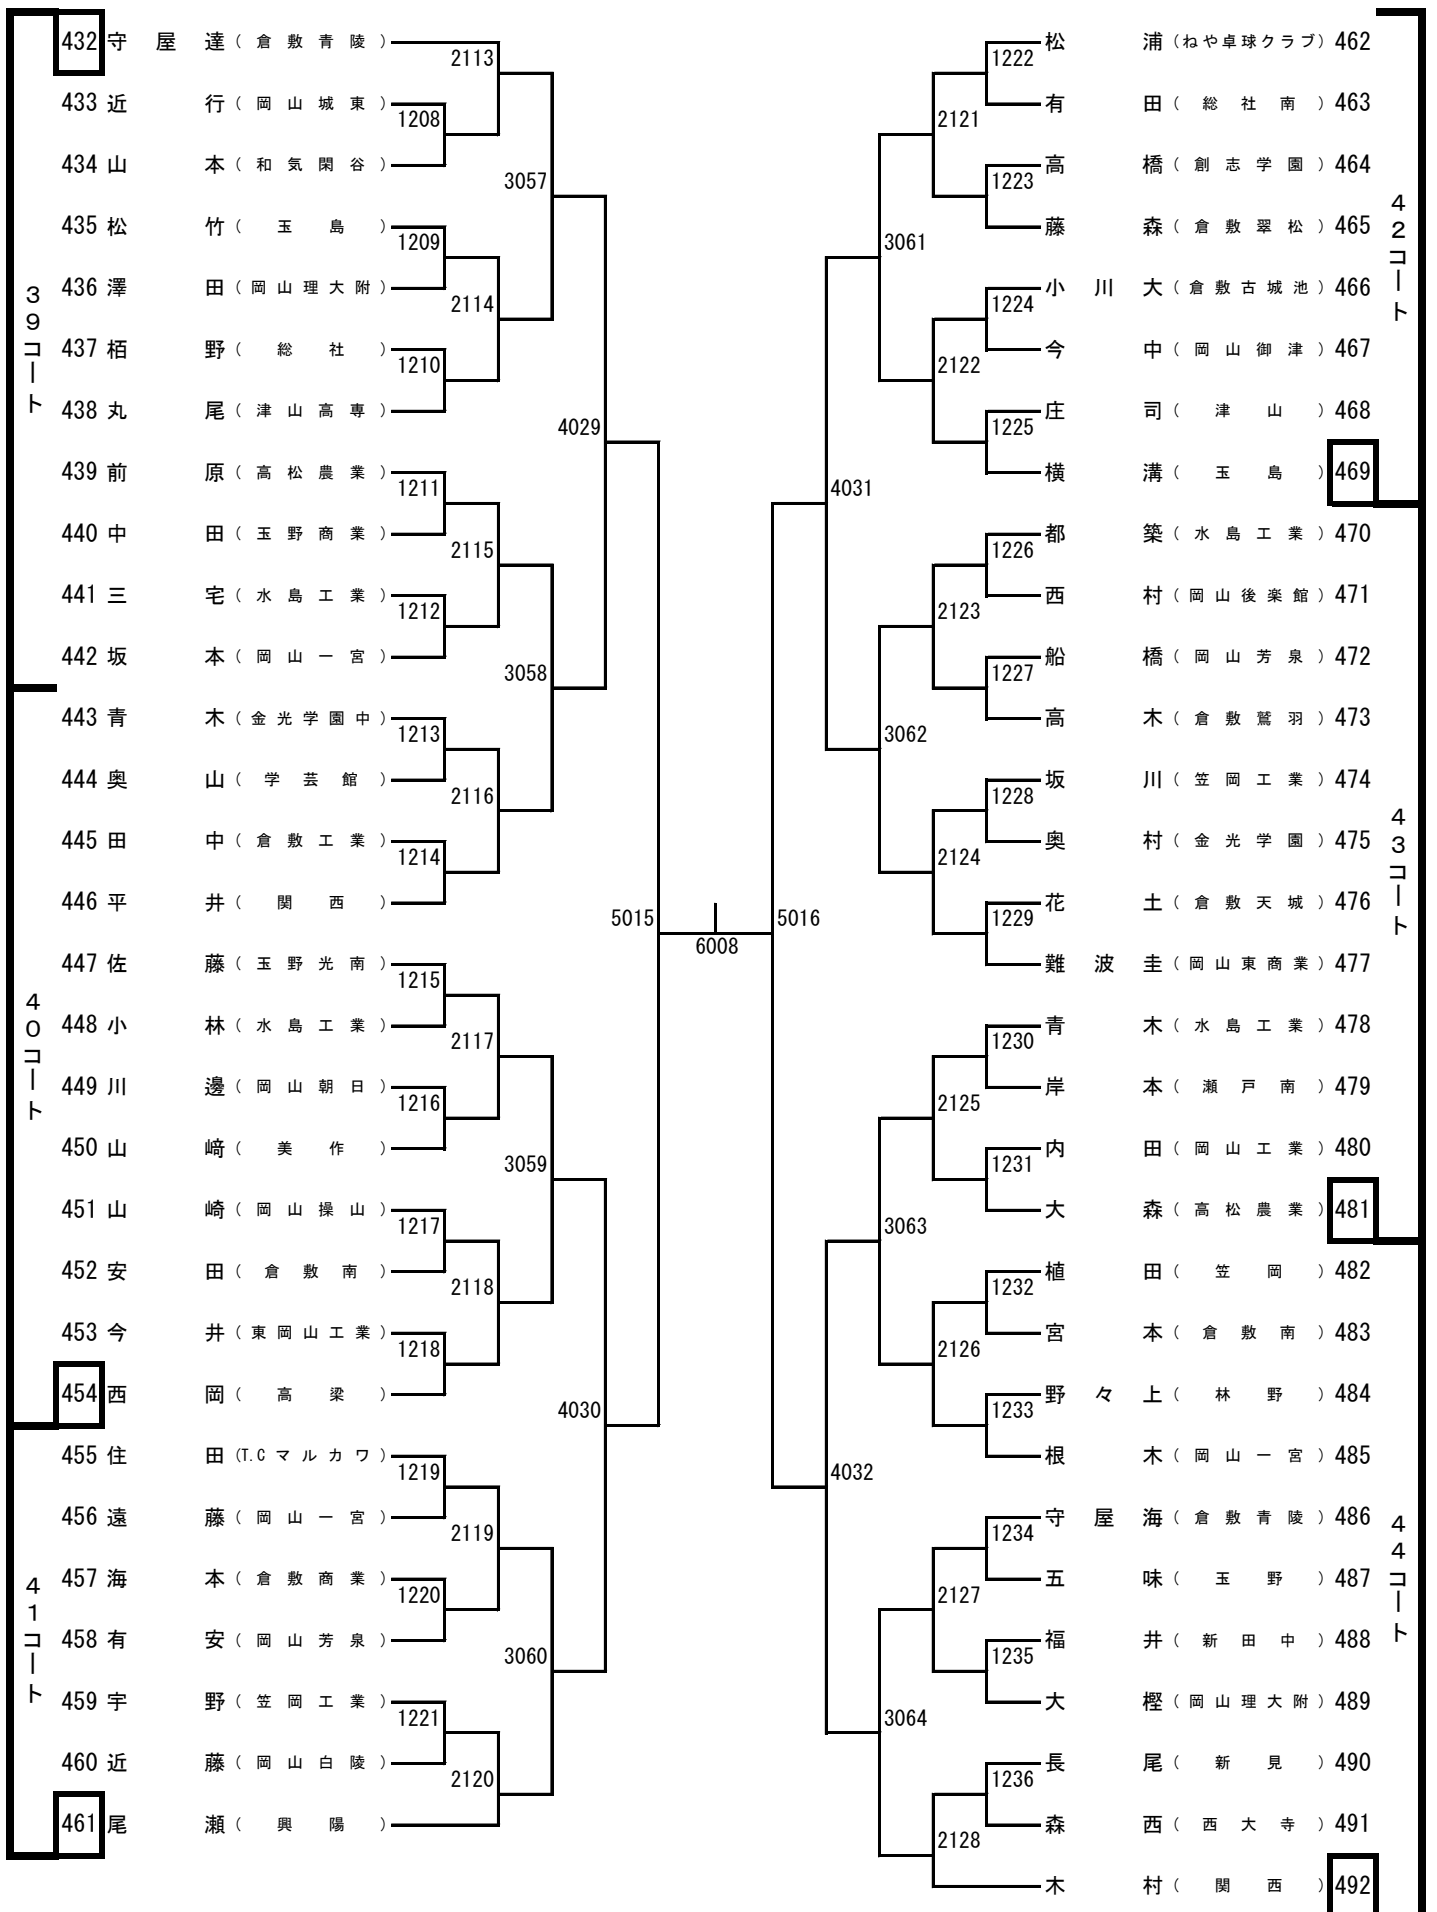 39コート
432 守屋達 (倉敷青陵)
433 近行 (岡山城東)
434 山本 (和気閑谷)
435 松竹 (玉島)
436 澤田 (岡山理大附)
437 栢野 (総社)
438 丸尾 (津山高専)
439 前原 (高松農業)
440 中田 (玉野商業)
441 三宅 (水島工業)
442 坂本 (岡山一宮)
40コート
443 青木 (金光学園中)
444 奥山 (学芸館)
445 田中 (倉敷工業)
446 平井 (関西)
447 佐藤 (玉野光南)
448 小林 (水島工業)
449 川邊 (岡山朝日)
450 山﨑 (美作)
451 山崎 (岡山操山)
452 安田 (倉敷南)
453 今井 (東岡山工業)
454 西岡 (高梁)
41コート
455 住田 (T.Cマルカワ)
456 遠藤 (岡山一宮)
457 海本 (倉敷商業)
458 有安 (岡山芳泉)
459 宇野 (笠岡工業)
460 近藤 (岡山白陵)
461 尾瀬 (興陽)
1208
1209
1210
1211
1212
1213
1214
1215
1216
1217
1218
1219
1220
1221
2113
2114
2115
2116
2117
2118
2119
2120
3057
3058
3059
3060
4029
4030
5015
6008
5016
4031
4032
3061
3062
3063
3064
2121
2122
2123
2124
2125
2126
2127
2128
1222
1223
1224
1225
1226
1227
1228
1229
1230
1231
1232
1233
1234
1235
1236
松浦 (ねや卓球クラブ) 462
有田 (総社南) 463
高橋 (創志学園) 464
藤森 (倉敷翠松) 465
小川大 (倉敷古城池) 466
今中 (岡山御津) 467
庄司 (津山) 468
横溝 (玉島) 469
42コート
都築 (水島工業) 470
西村 (岡山後楽館) 471
船橋 (岡山芳泉) 472
高木 (倉敷鷲羽) 473
坂川 (笠岡工業) 474
奥村 (金光学園) 475
花土 (倉敷天城) 476
難波圭 (岡山東商業) 477
青木 (水島工業) 478
岸本 (瀬戸南) 479
内田 (岡山工業) 480
大森 (高松農業) 481
43コート
植田 (笠岡) 482
宮本 (倉敷南) 483
野々上 (林野) 484
根木 (岡山一宮) 485
守屋海 (倉敷青陵) 486
五味 (玉野) 487
福井 (新田中) 488
大樫 (岡山理大附) 489
長尾 (新見) 490
森西 (西大寺) 491
木村 (関西) 492
44コート